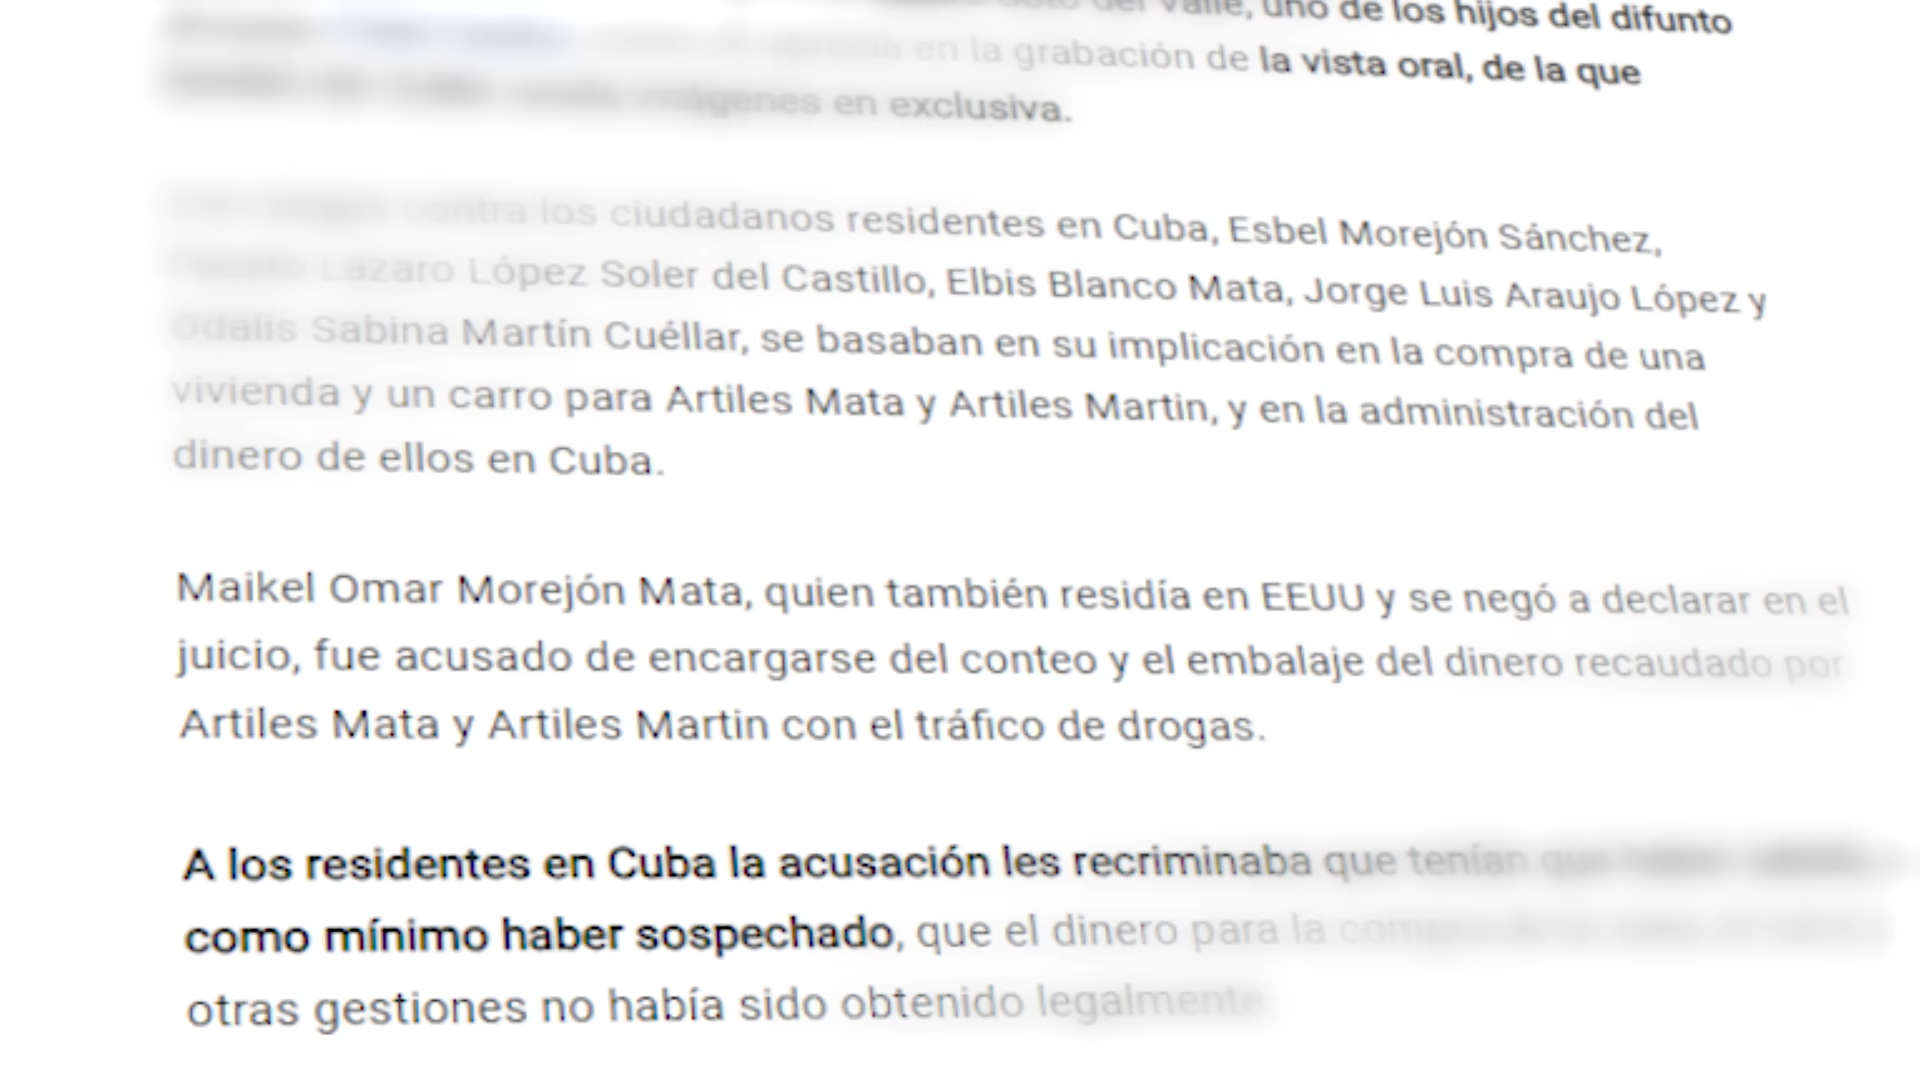 del Valle, uno de los hijos del difunto
en la grabación de la vista oral, de la que
imágenes en exclusiva.
contra los ciudadanos residentes en Cuba, Esbel Morejón Sánchez,
Lázaro López Soler del Castillo, Elbis Blanco Mata, Jorge Luis Araujo López y
Odalis Sabina Martín Cuéllar, se basaban en su implicación en la compra de una
vivienda y un carro para Artiles Mata y Artiles Martin, y en la administración del
dinero de ellos en Cuba.
Maikel Omar Morejón Mata, quien también residía en EEUU y se negó a declarar en el
juicio, fue acusado de encargarse del conteo y el embalaje del dinero recaudado por
Artiles Mata y Artiles Martin con el tráfico de drogas.
A los residentes en Cuba la acusación les recriminaba que tenían que
como mínimo haber sospechado, que el dinero para la compra
otras gestiones no había sido obtenido legalmente